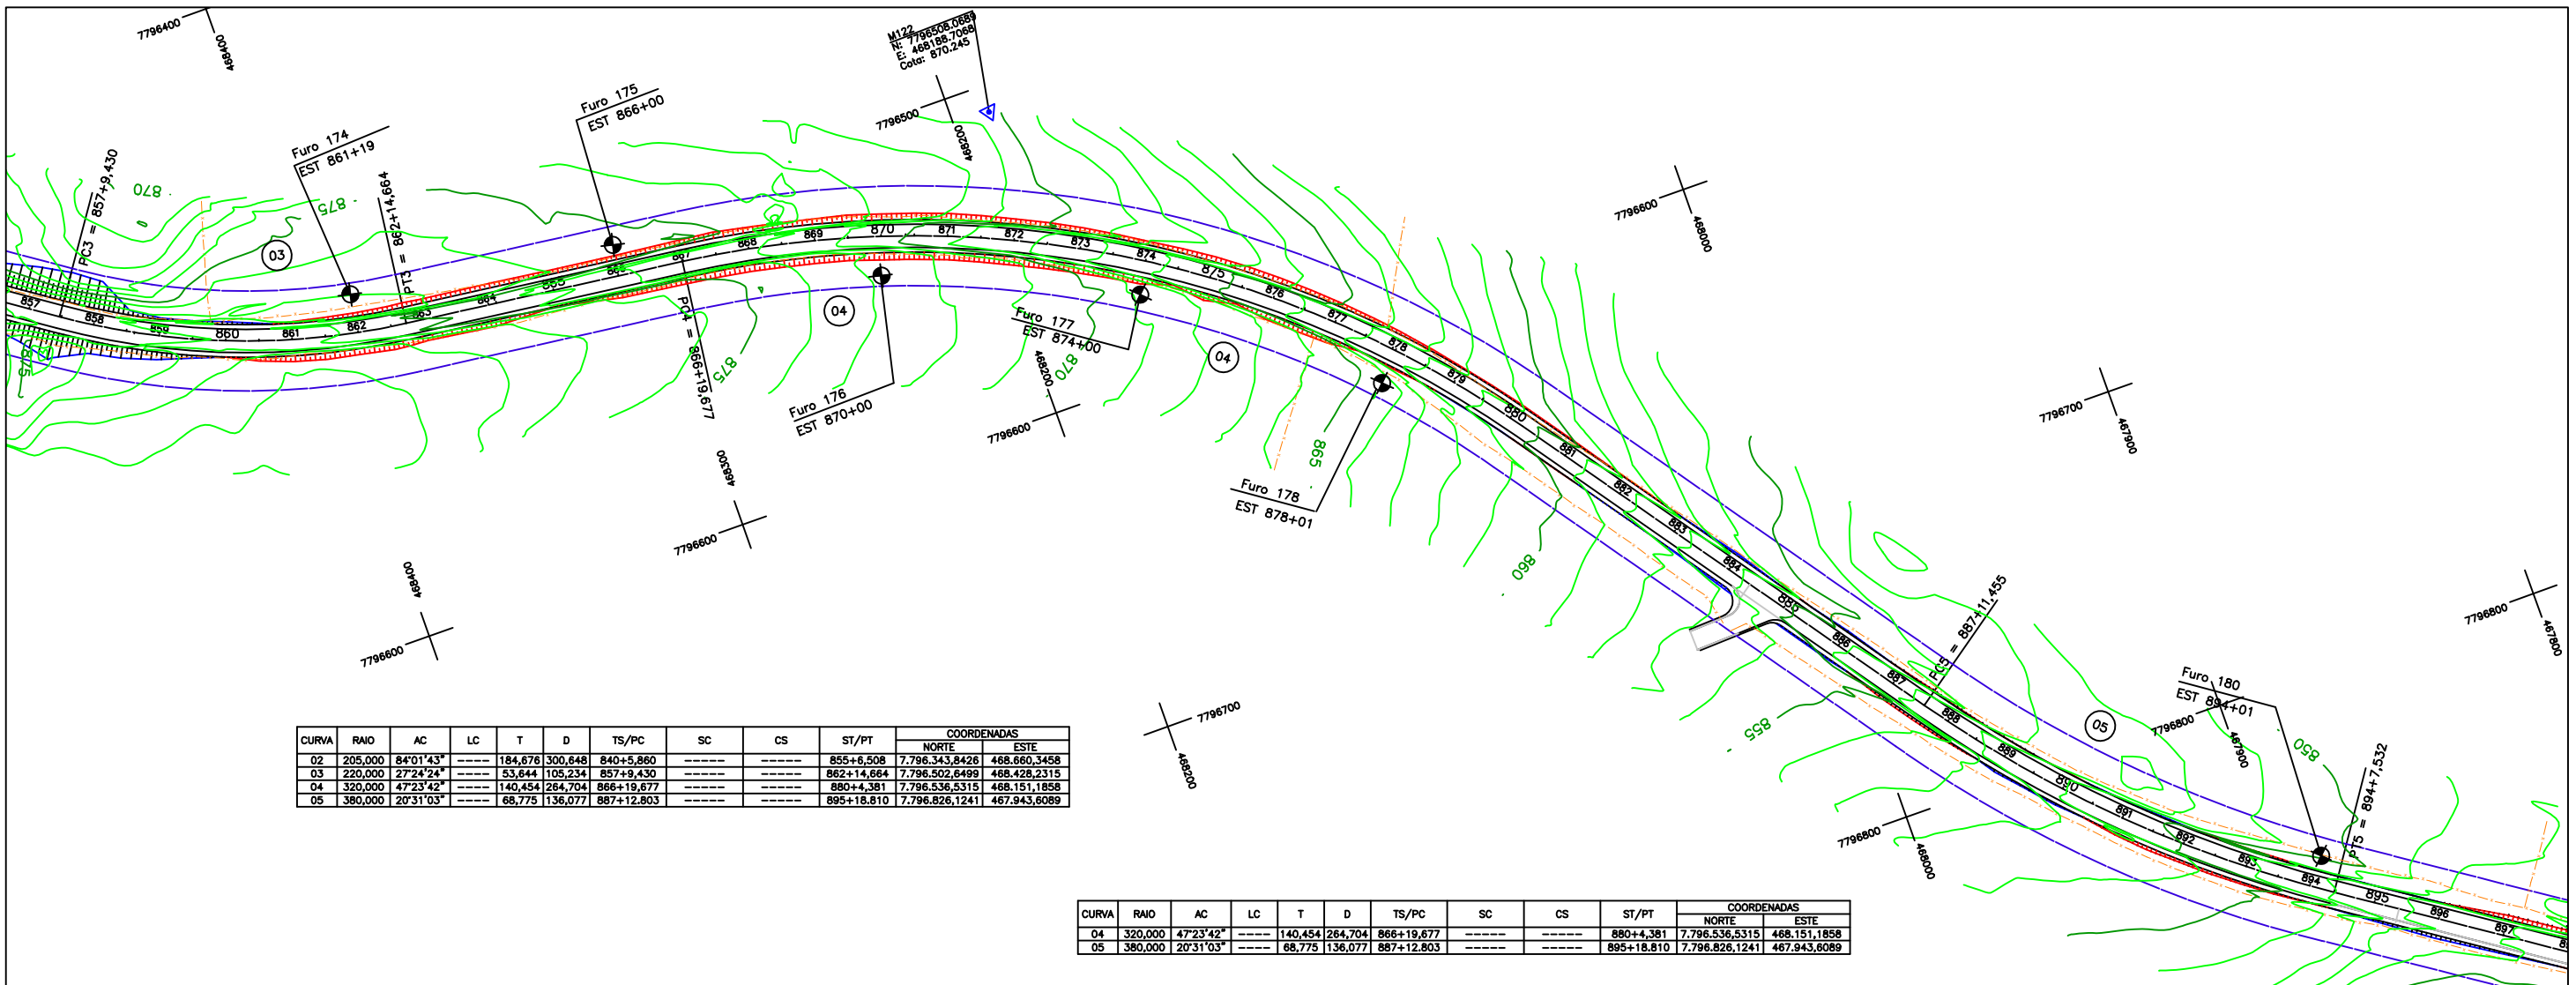 7796400
468400
M122
N: 7796508.0689
E: 468188.7068
Cota: 870.245
7796500
468200
Furo 175
EST 866+00
Furo 174
EST 861+19
PC3 = 857+9,430
870
875
PT3 = 862+14,664
03
7796600
468000
857
858
859
860
861
862
863
864
865
866
867
868
869
870
871
872
873
874
875
876
877
878
879
880
881
882
883
884
885
886
887
888
889
890
891
892
893
894
895
896
897
875
04
PC4 = 866+19,677
875
Furo 176
EST 870+00
Furo 177
EST 874+00
468200
870
7796600
04
865
Furo 178
EST 878+01
860
7796700
467900
468300
7796600
468400
7796600
7796700
468200
PC5 = 887+11,455
855
7796800
467800
Furo 180
EST 894+01
7796800
467900
05
850
PT5 = 894+7,532
7796800
468000
CURVA RAIO AC LC T D TS/PC SC CS ST/PT COORDENADAS
NORTE ESTE
02 205,000 84°01'43" ---- 184,676 300,648 840+5,860 ----- ----- 855+6,508 7.796.343,8426 468.660,3458
03 220,000 27°24'24" ---- 53,644 105,234 857+9,430 ----- ----- 862+14,664 7.796.502,6499 468.428,2315
04 320,000 47°23'42" ---- 140,454 264,704 866+19,677 ----- ----- 880+4,381 7.796.536,5315 468.151,1858
05 380,000 20°31'03" ---- 68,775 136,077 887+12.803 ----- ----- 895+18.810 7.796.826,1241 467.943,6089
CURVA RAIO AC LC T D TS/PC SC CS ST/PT COORDENADAS
NORTE ESTE
04 320,000 47°23'42" ---- 140,454 264,704 866+19,677 ----- ----- 880+4,381 7.796.536,5315 468.151,1858
05 380,000 20°31'03" ---- 68,775 136,077 887+12.803 ----- ----- 895+18.810 7.796.826,1241 467.943,6089